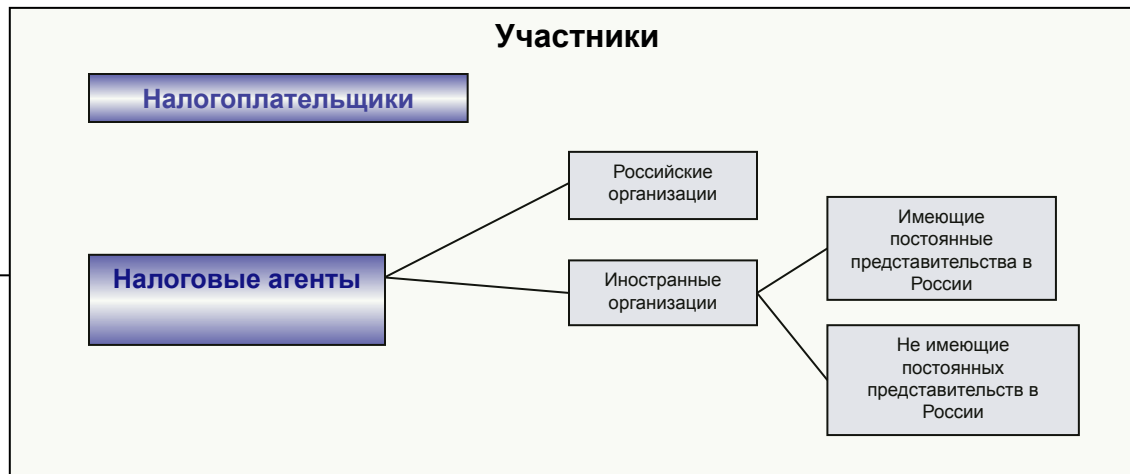 Участники
Налогоплательщики
Налоговые агенты
Российские
организации
Иностранные
организации
Имеющие
постоянные
представительства в
России
Не имеющие
постоянных
представительств в
России